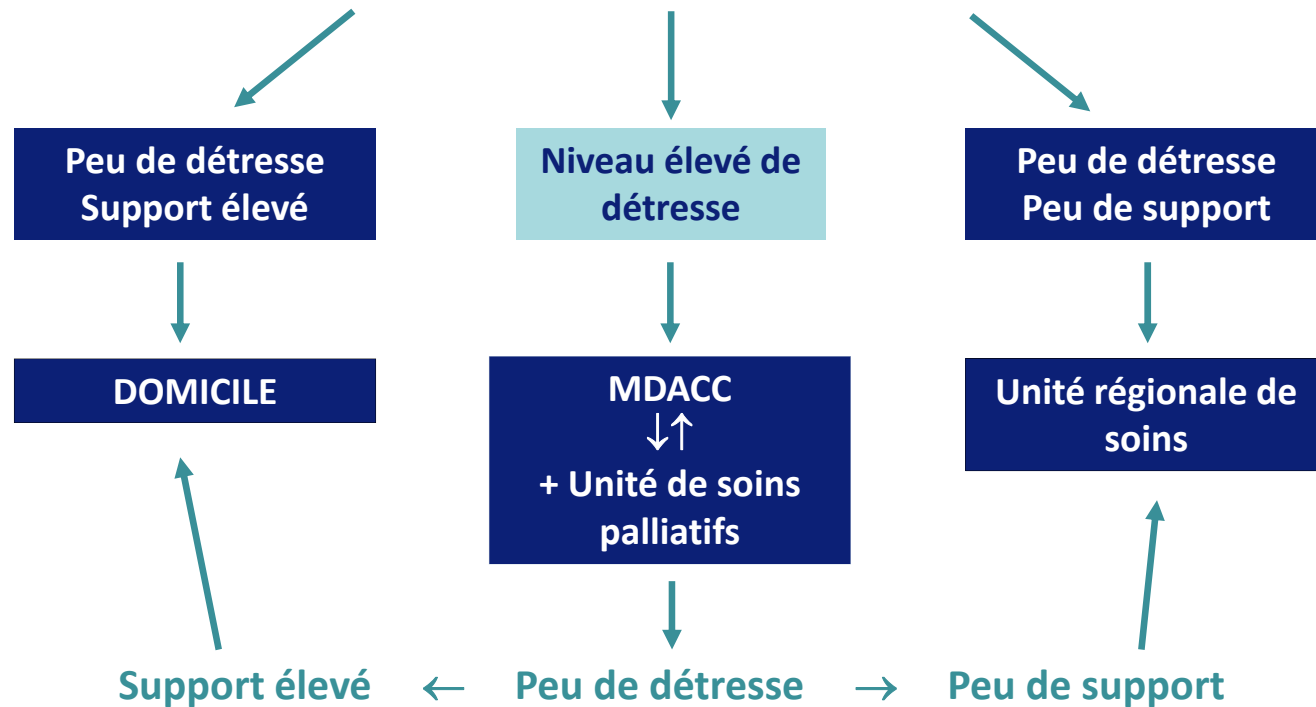 Peu de détresse
Support élevé
Niveau élevé de
détresse
Peu de détresse
Peu de support
DOMICILE
MDACC
↓↑
+ Unité de soins
palliatifs
Unité régionale de
soins
Support élevé ← Peu de détresse → Peu de support